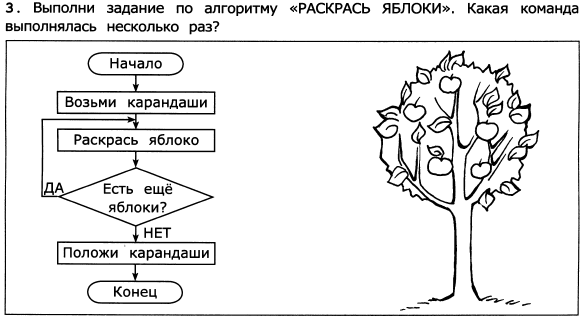 3. Выполни задание по алгоритму «РАСКРАСЬ ЯБЛОКИ». Какая команда
выполнялась несколько раз?
Начало
Возьми карандаши
Раскрась яблоко
ДА
Есть ещё
яблоки?
НЕТ
Положи карандаши
Конец